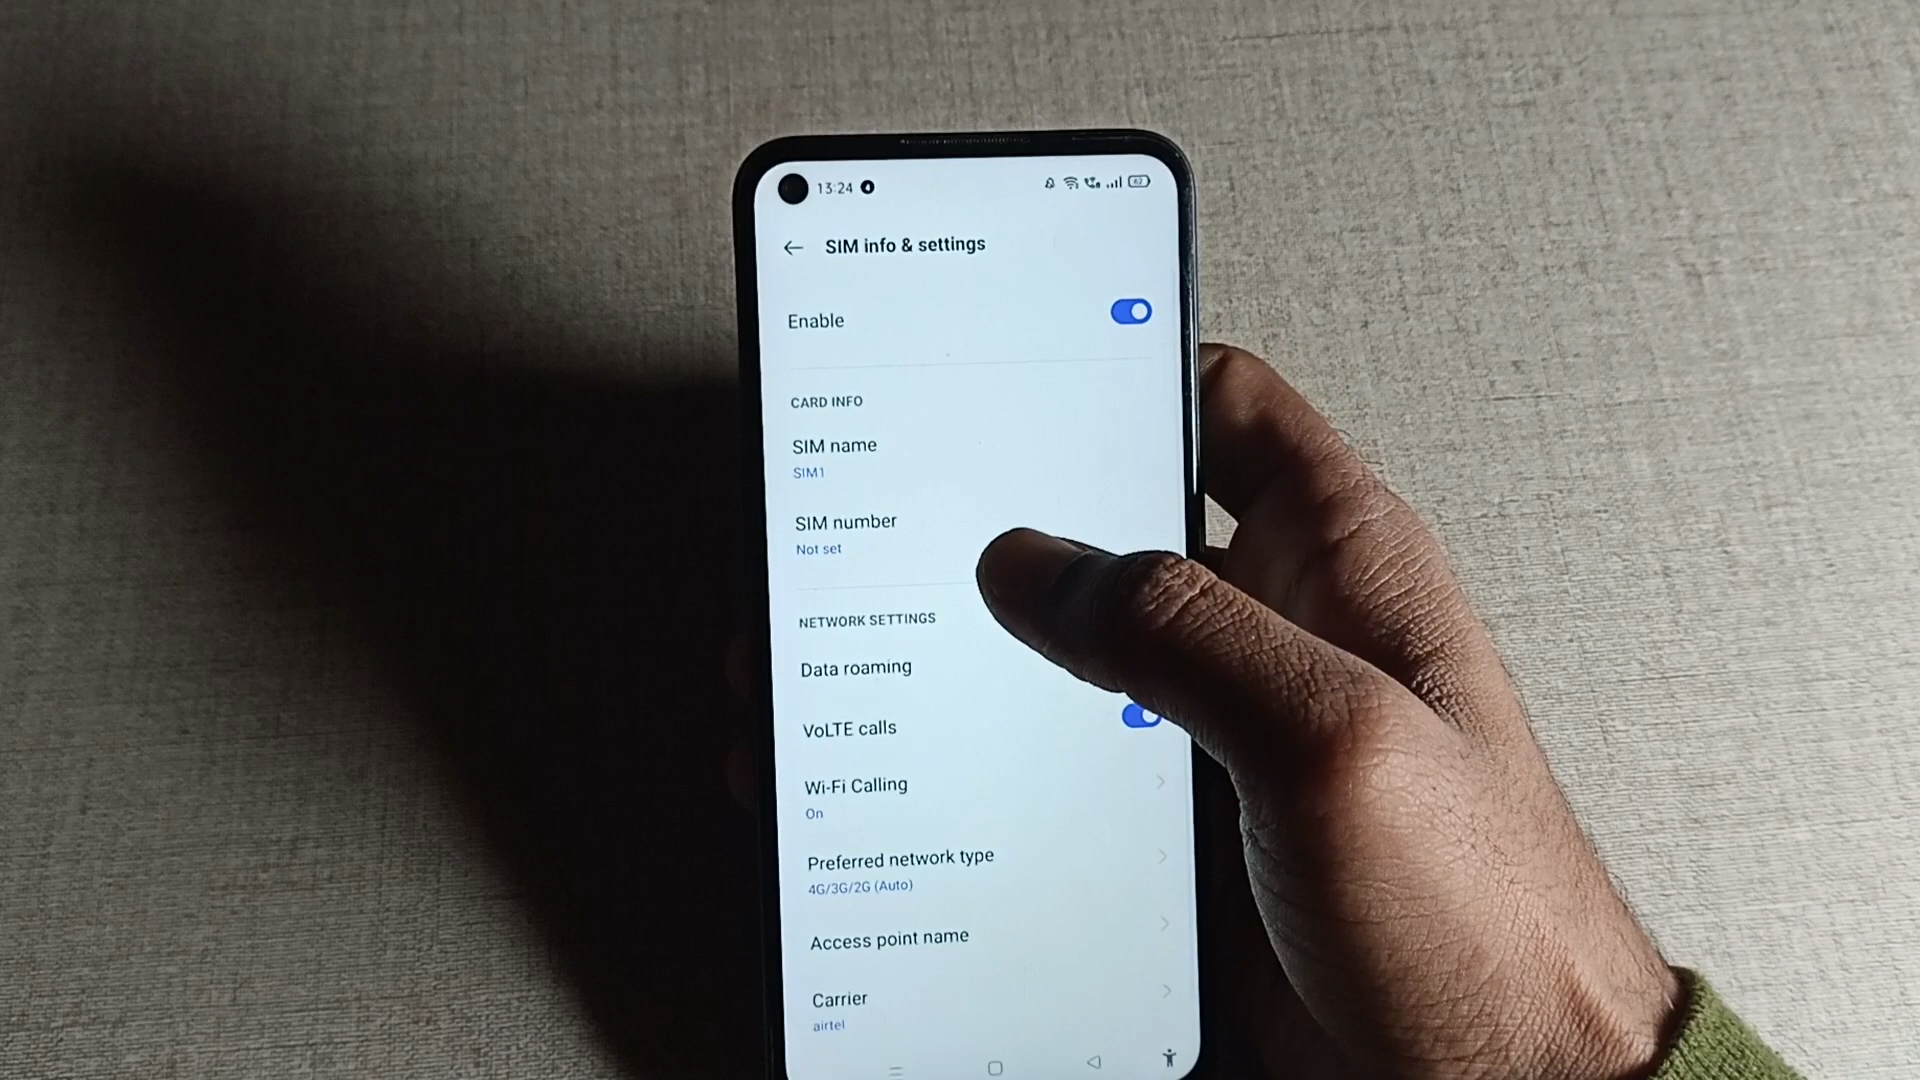 13:24
62
SIM info & settings
Enable
CARD INFO
SIM name
SIM1
SIM number
Not set
NETWORK SETTINGS
Data roaming
VoLTE calls
Wi-Fi Calling
On
Preferred network type
4G/3G/2G (Auto)
Access point name
Carrier
airtel